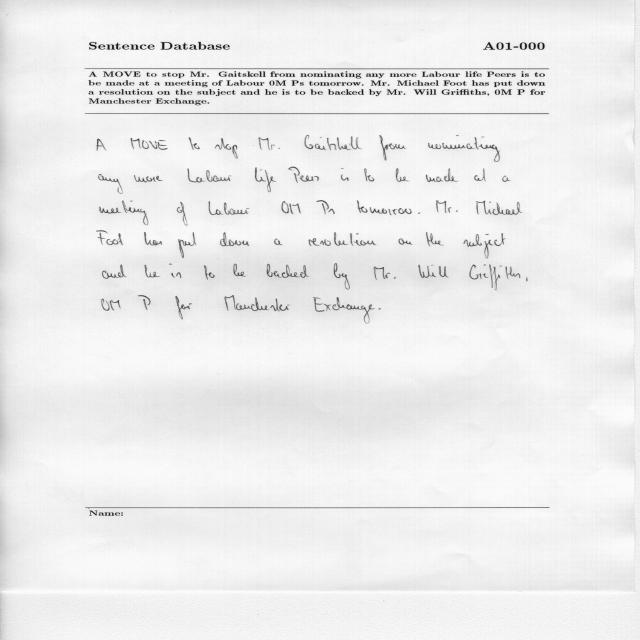 Sentence Database A01-000
A MOVE to stop Mr. Gaitskell from nominating any more Labour life Peers is to
be made at a meeting of Labour 0M Ps tomorrow. Mr. Michael Foot has put down
a resolution on the subject and he is to be backed by Mr. Will Griffiths, 0M P for
Manchester Exchange.
A MOVE to stop Mr. Gaitskell from nominating
any more Labour life Peers is to be made at a
meeting of Labour OM Ps tomorrow. Mr. Michael
Foot has put down a resolution on the subject
and he is to be backed by Mr. Will Griffiths,
OM P for Manchester Exchange.
Name: